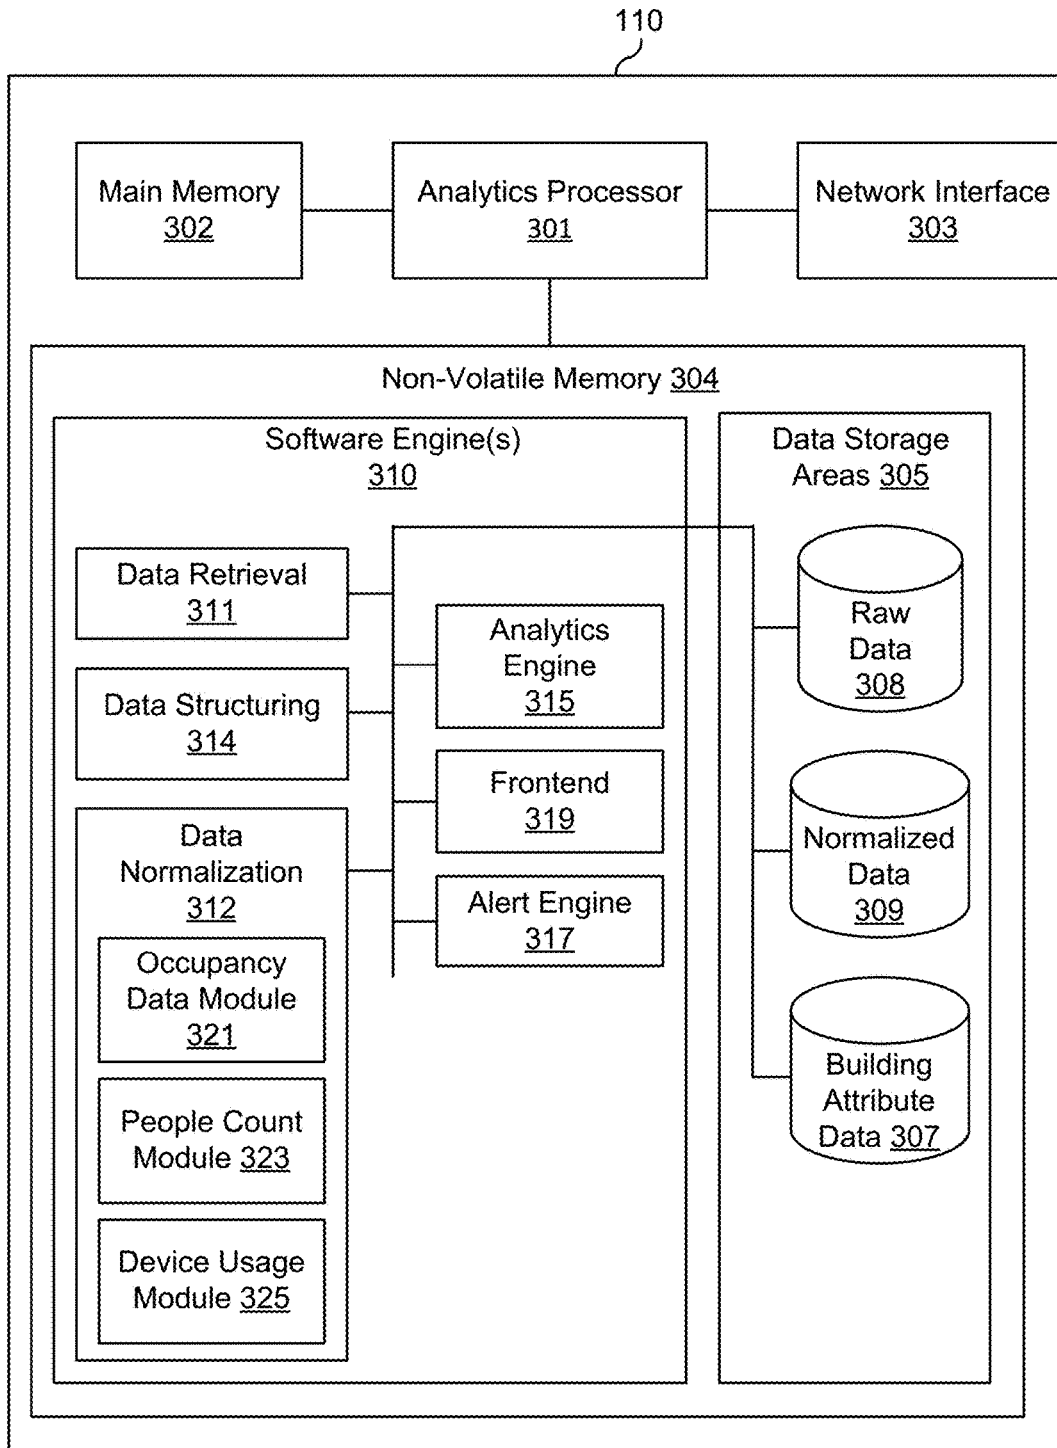 110
Main Memory
302
Analytics Processor
301
Network Interface
303
Non-Volatile Memory 304
Software Engine(s)
310
Data Retrieval
311
Data Structuring
314
Data
Normalization
312
Occupancy
Data Module
321
People Count
Module 323
Device Usage
Module 325
Analytics
Engine
315
Frontend
319
Alert Engine
317
Data Storage
Areas 305
Raw
Data
308
Normalized
Data
309
Building
Attribute
Data 307